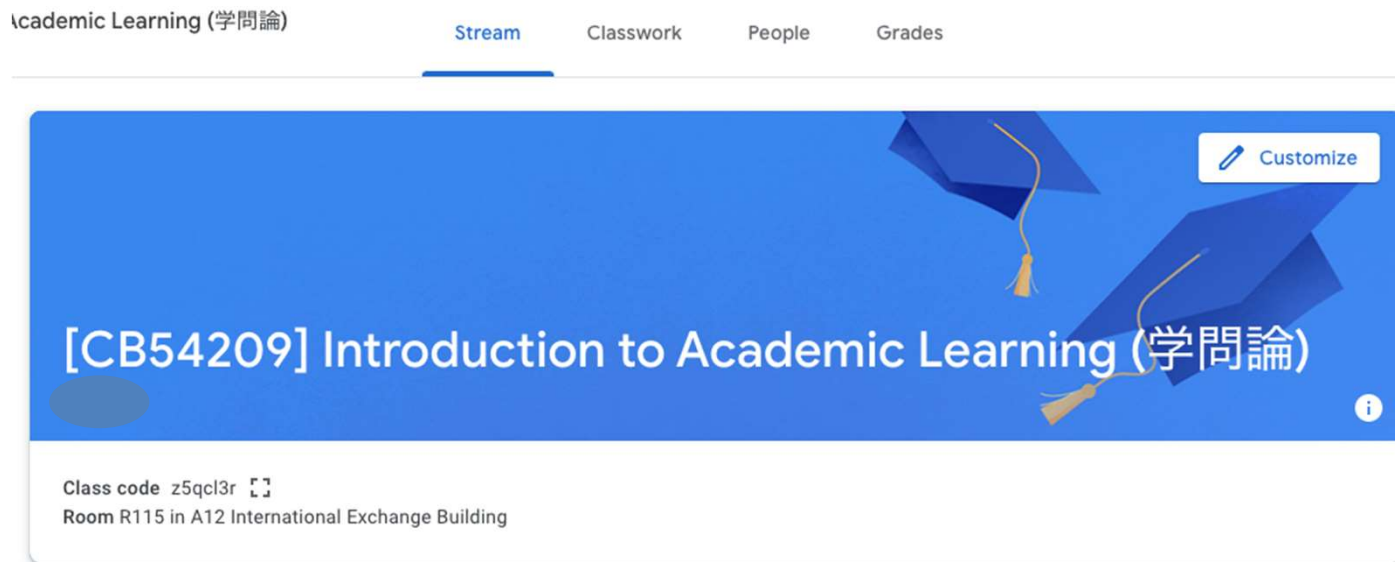 Academic Learning (学問論)
Stream Classwork People Grades
Customize
[CB54209] Introduction to Academic Learning (学問論)
Class code z5qcl3r
Room R115 in A12 International Exchange Building